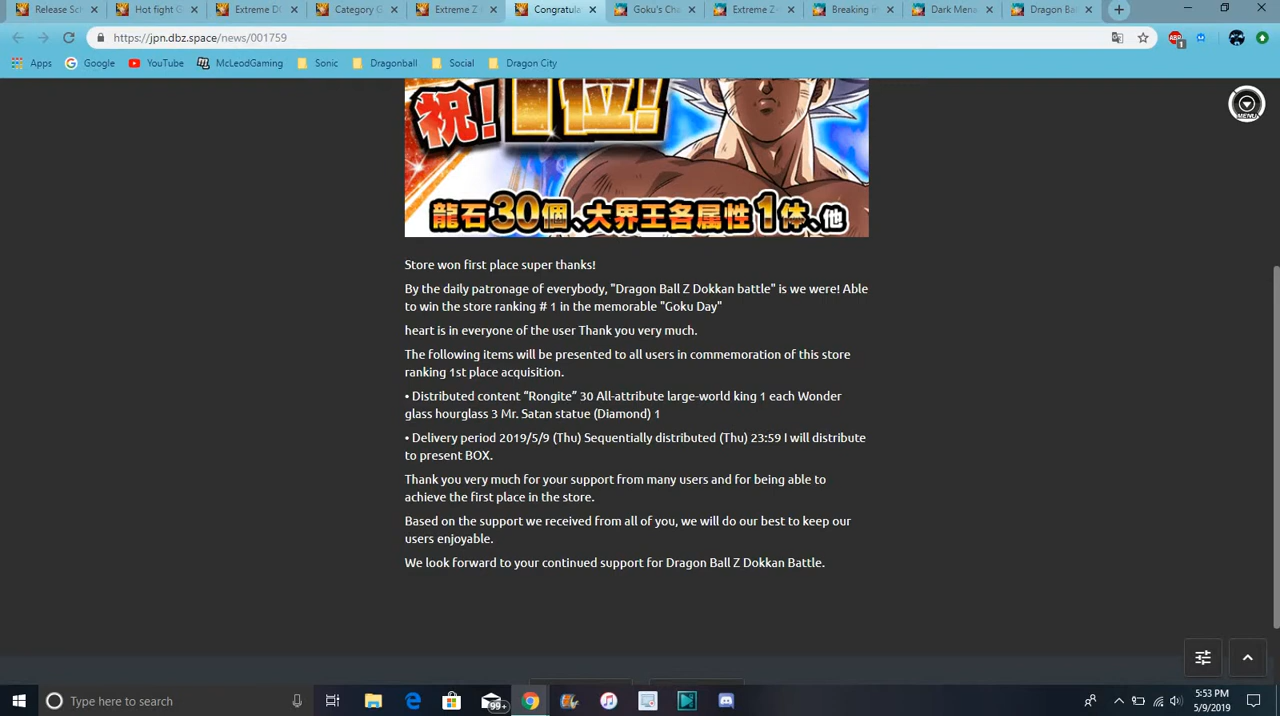 Release Sch
Hot fight G
Extreme D
Category G
Extreme Z-
Congratula
Goku's Cha
Extreme Z-
Breaking in
Dark Mena
Dragon Bal
https://jpn.dbz.space/news/001759
ABP
1
Apps
Google
YouTube
McLeodGaming
Sonic
Dragonball
Social
Dragon City
MENU
祝!1位!
龍石30個、大界王各属性1体、他
Store won first place super thanks!
By the daily patronage of everybody, "Dragon Ball Z Dokkan battle" is we were! Able
to win the store ranking # 1 in the memorable "Goku Day"
heart is in everyone of the user Thank you very much.
The following items will be presented to all users in commemoration of this store
ranking 1st place acquisition.
• Distributed content “Rongite” 30 All-attribute large-world king 1 each Wonder
glass hourglass 3 Mr. Satan statue (Diamond) 1
• Delivery period 2019/5/9 (Thu) Sequentially distributed (Thu) 23:59 I will distribute
to present BOX.
Thank you very much for your support from many users and for being able to
achieve the first place in the store.
Based on the support we received from all of you, we will do our best to keep our
users enjoyable.
We look forward to your continued support for Dragon Ball Z Dokkan Battle.
Type here to search
99+
5:53 PM
5/9/2019